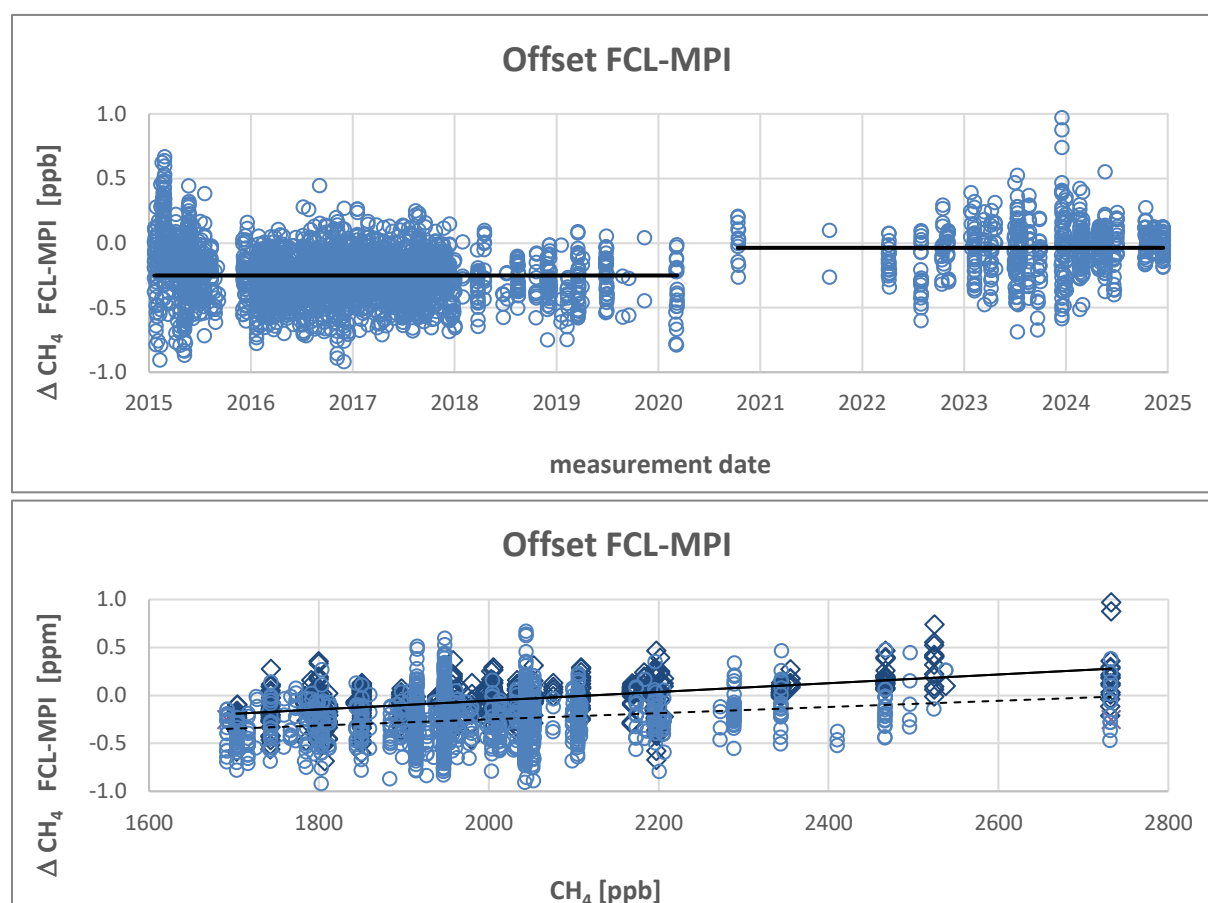 Offset FCL-MPI
Δ CH₄ FCL-MPI [ppb]
1.0
0.5
0.0
-0.5
-1.0
2015 2016 2017 2018 2019 2020 2021 2022 2023 2024 2025
measurement date
Offset FCL-MPI
Δ CH₄ FCL-MPI [ppm]
1.0
0.5
0.0
-0.5
-1.0
1600 1800 2000 2200 2400 2600 2800
CH₄ [ppb]